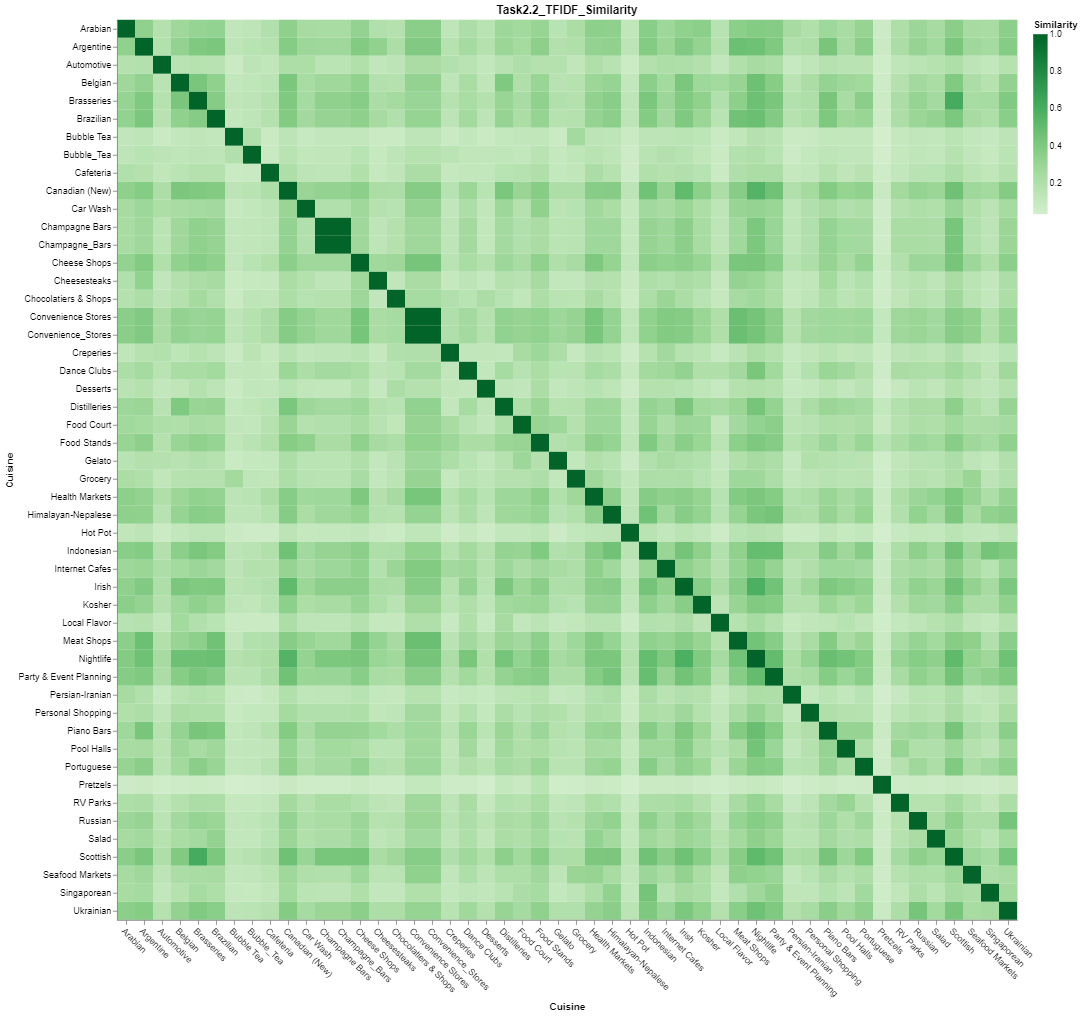 Task2.2_TFIDF_Similarity
Similarity
1.0
0.8
0.6
0.4
0.2
Cuisine
Arabian
Argentine
Automotive
Belgian
Brasseries
Brazilian
Bubble Tea
Bubble_Tea
Cafeteria
Canadian (New)
Car Wash
Champagne Bars
Champagne_Bars
Cheese Shops
Cheesesteaks
Chocolatiers & Shops
Convenience Stores
Convenience_Stores
Creperies
Dance Clubs
Desserts
Distilleries
Food Court
Food Stands
Gelato
Grocery
Health Markets
Himalayan-Nepalese
Hot Pot
Indonesian
Internet Cafes
Irish
Kosher
Local Flavor
Meat Shops
Nightlife
Party & Event Planning
Persian-Iranian
Personal Shopping
Piano Bars
Pool Halls
Portuguese
Pretzels
RV Parks
Russian
Salad
Scottish
Seafood Markets
Singaporean
Ukrainian
Arabian
Argentine
Automotive
Belgian
Brasseries
Brazilian
Bubble Tea
Bubble_Tea
Cafeteria
Canadian (New)
Car Wash
Champagne Bars
Champagne_Bars
Cheese Shops
Cheesesteaks
Chocolatiers & Shops
Convenience Stores
Convenience_Stores
Creperies
Dance Clubs
Desserts
Distilleries
Food Court
Food Stands
Gelato
Grocery
Health Markets
Himalayan-Nepalese
Hot Pot
Indonesian
Internet Cafes
Irish
Kosher
Local Flavor
Meat Shops
Nightlife
Party & Event Planning
Persian-Iranian
Personal Shopping
Piano Bars
Pool Halls
Portuguese
Pretzels
RV Parks
Russian
Salad
Scottish
Seafood Markets
Singaporean
Ukrainian
Cuisine